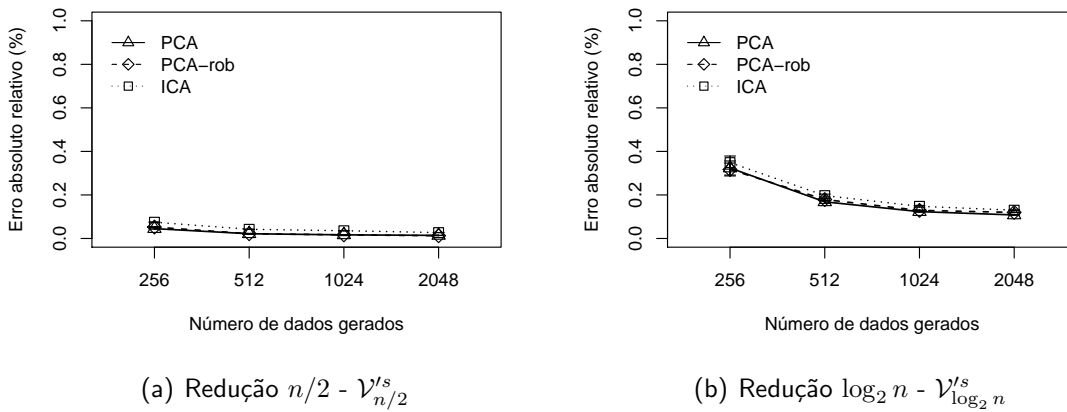 Erro absoluto relativo (%)
1.0
0.8
0.6
0.4
0.2
0.0
PCA
PCA−rob
ICA
256 512 1024 2048
Número de dados gerados
(a) Redução n/2 - 𝒱′ˢₙ/₂
Erro absoluto relativo (%)
1.0
0.8
0.6
0.4
0.2
0.0
PCA
PCA−rob
ICA
256 512 1024 2048
Número de dados gerados
(b) Redução log₂ n - 𝒱′ˢlog₂ n